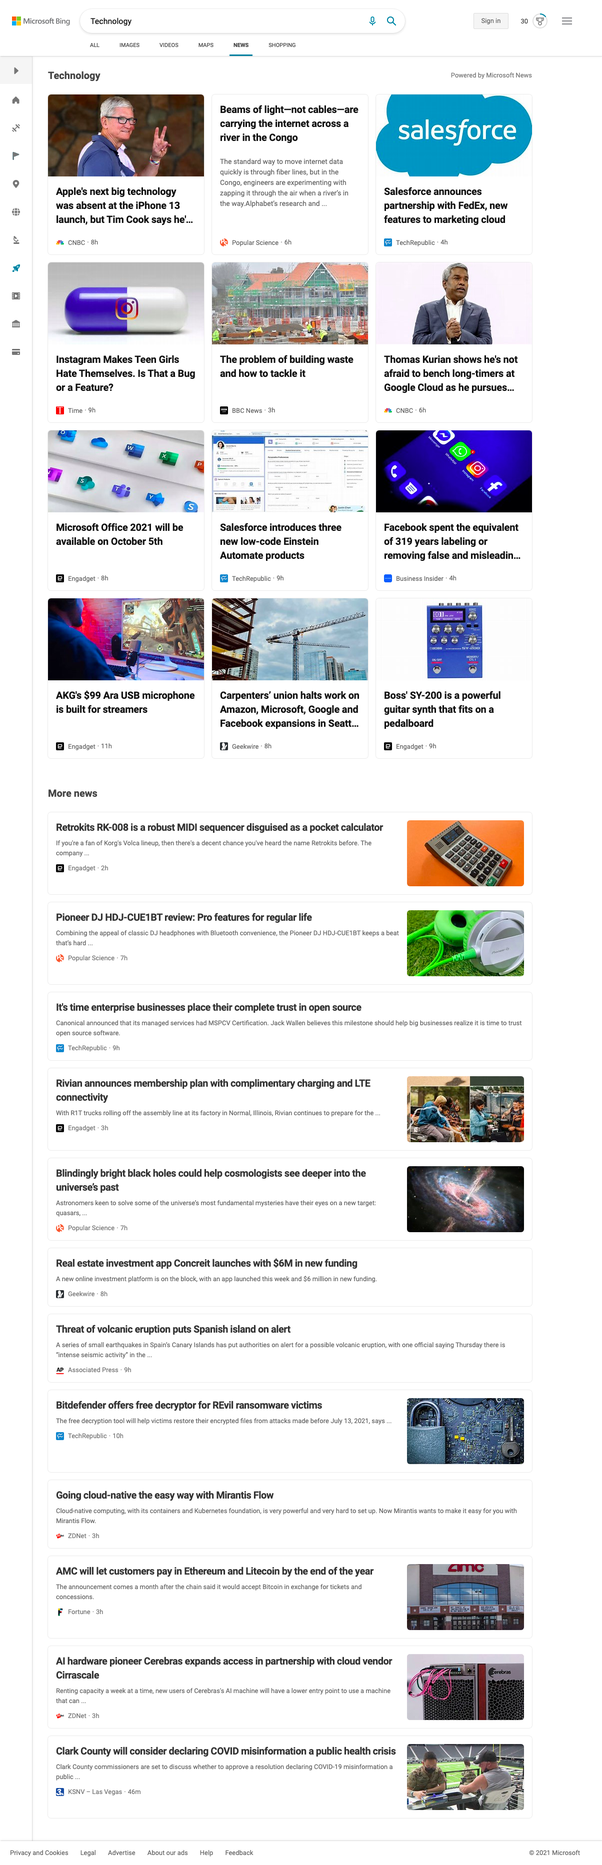 Microsoft Bing
Technology
Sign in
30
ALL
IMAGES
VIDEOS
MAPS
NEWS
SHOPPING
Technology
Powered by Microsoft News
Apple's next big technology
was absent at the iPhone 13
launch, but Tim Cook says he'...
CNBC · 8h
Beams of light—not cables—are
carrying the internet across a
river in the Congo
The standard way to move internet data
quickly is through fiber lines, but in the
Congo, engineers are experimenting with
zapping it through the air when a river's in
the way.Alphabet's research and ...
Popular Science · 6h
salesforce
Salesforce announces
partnership with FedEx, new
features to marketing cloud
TechRepublic · 4h
Instagram Makes Teen Girls
Hate Themselves. Is That a Bug
or a Feature?
Time · 9h
The problem of building waste
and how to tackle it
BBC News · 3h
Thomas Kurian shows he's not
afraid to bench long-timers at
Google Cloud as he pursues...
CNBC · 6h
Microsoft Office 2021 will be
available on October 5th
Engadget · 8h
Salesforce introduces three
new low-code Einstein
Automate products
TechRepublic · 9h
Facebook spent the equivalent
of 319 years labeling or
removing false and misleadin...
Business Insider · 4h
AKG's $99 Ara USB microphone
is built for streamers
Engadget · 11h
Carpenters' union halts work on
Amazon, Microsoft, Google and
Facebook expansions in Seatt...
Geekwire · 8h
Boss' SY-200 is a powerful
guitar synth that fits on a
pedalboard
Engadget · 9h
More news
Retrokits RK-008 is a robust MIDI sequencer disguised as a pocket calculator
If you're a fan of Korg's Volca lineup, then there's a decent chance you've heard the name Retrokits before. The
company ...
Engadget · 2h
Pioneer DJ HDJ-CUE1BT review: Pro features for regular life
Combining the appeal of classic DJ headphones with Bluetooth convenience, the Pioneer DJ HDJ-CUE1BT keeps a beat
that's hard ...
Popular Science · 7h
It's time enterprise businesses place their complete trust in open source
Canonical announced that its managed services had MSPCV Certification. Jack Wallen believes this milestone should help big businesses realize it is time to trust
open source software.
TechRepublic · 9h
Rivian announces membership plan with complimentary charging and LTE
connectivity
With R1T trucks rolling off the assembly line at its factory in Normal, Illinois, Rivian continues to prepare for the ...
Engadget · 3h
Blindingly bright black holes could help cosmologists see deeper into the
universe's past
Astronomers keen to solve some of the universe's most fundamental mysteries have their eyes on a new target:
quasars, ...
Popular Science · 7h
Real estate investment app Concreit launches with $6M in new funding
A new online investment platform is on the block, with an app launched this week and $6 million in new funding.
Geekwire · 8h
Threat of volcanic eruption puts Spanish island on alert
A series of small earthquakes in Spain's Canary Islands has put authorities on alert for a possible volcanic eruption, with one official saying Thursday there is
"intense seismic activity" in the ...
AP Associated Press · 9h
Bitdefender offers free decryptor for REvil ransomware victims
The free decryption tool will help victims restore their encrypted files from attacks made before July 13, 2021, says ...
TechRepublic · 10h
Going cloud-native the easy way with Mirantis Flow
Cloud-native computing, with its containers and Kubernetes foundation, is very powerful and very hard to set up. Now Mirantis wants to make it easy for you with
Mirantis Flow.
ZDNet · 3h
AMC will let customers pay in Ethereum and Litecoin by the end of the year
The announcement comes a month after the chain said it would accept Bitcoin in exchange for tickets and
concessions.
Fortune · 3h
amc
AI hardware pioneer Cerebras expands access in partnership with cloud vendor
Cirrascale
Renting capacity a week at a time, new users of Cerebras's AI machine will have a lower entry point to use a machine
that can ...
ZDNet · 3h
cerebras
Clark County will consider declaring COVID misinformation a public health crisis
Clark County commissioners are set to discuss whether to approve a resolution declaring COVID-19 misinformation a
public ...
KSNV – Las Vegas · 46m
Privacy and Cookies
Legal
Advertise
About our ads
Help
Feedback
© 2021 Microsoft